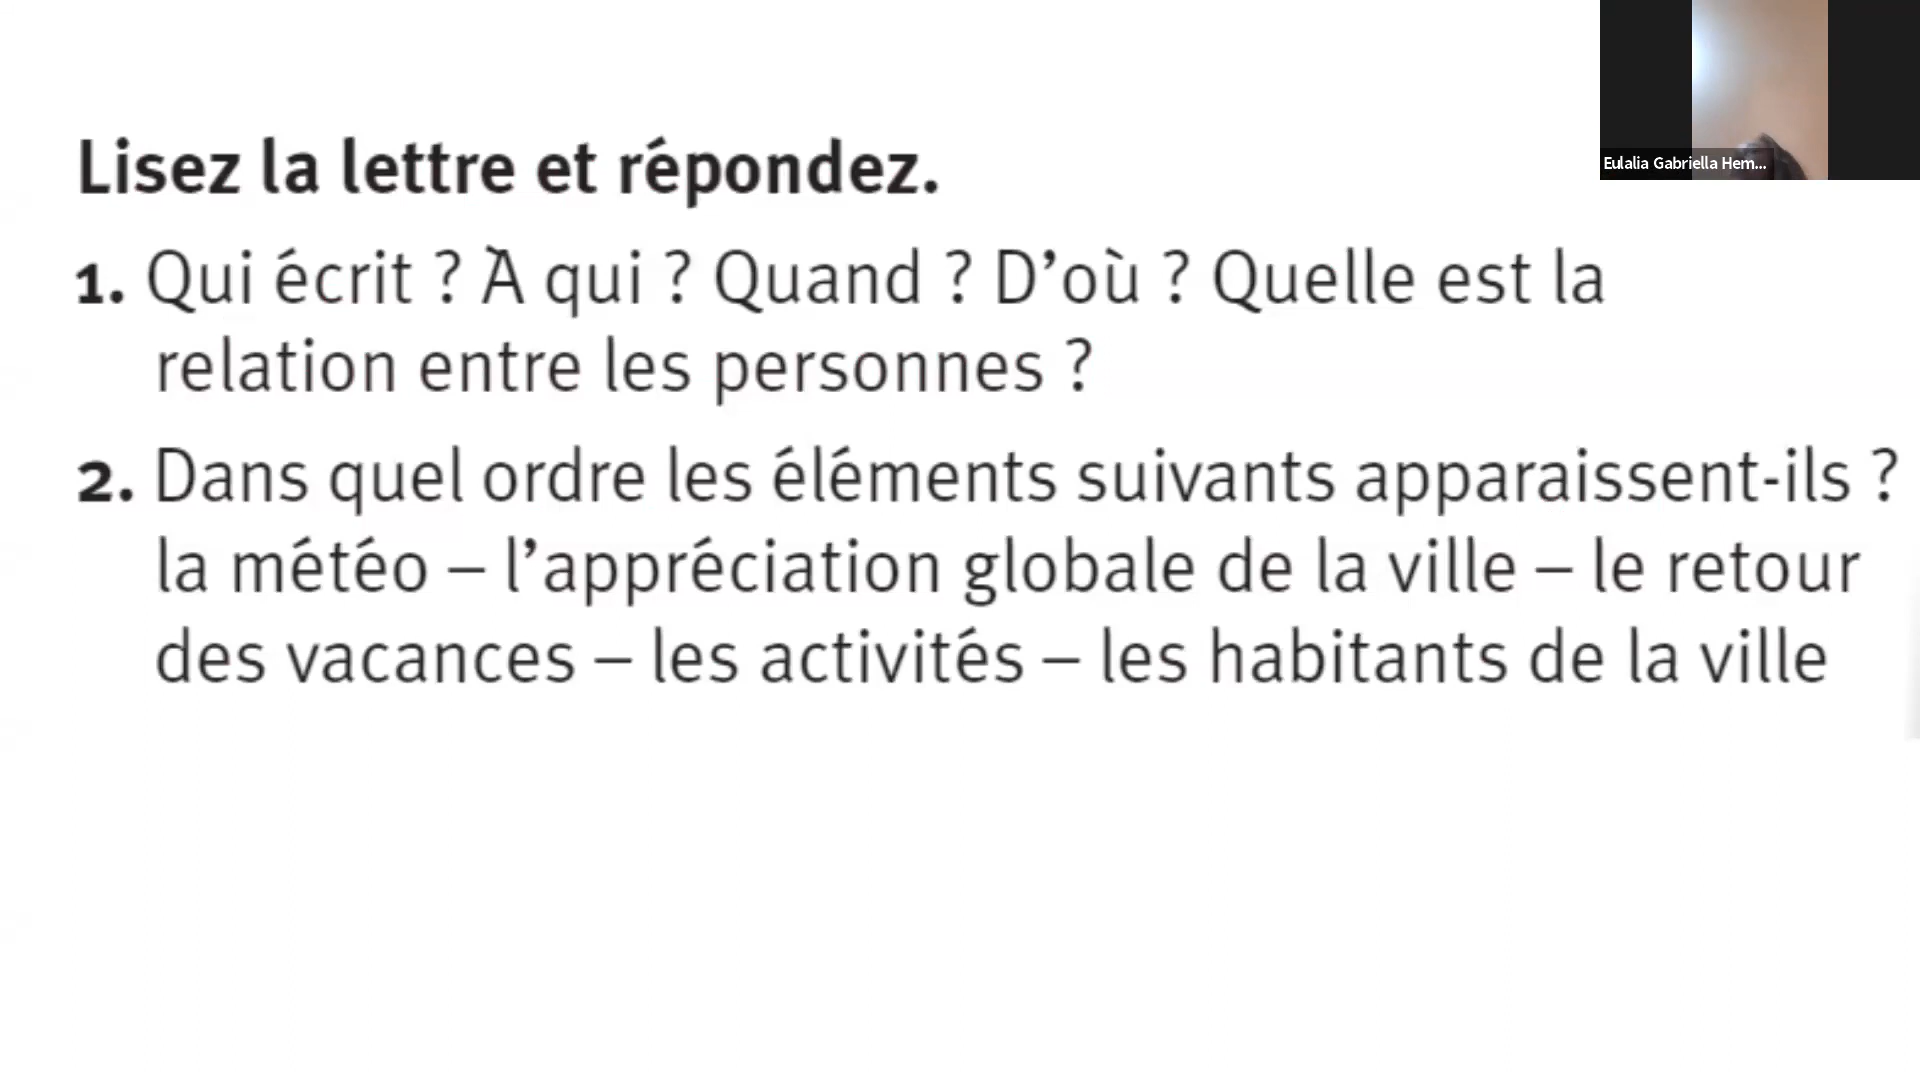 Eulalia Gabriella Hem...
Lisez la lettre et répondez.
1. Qui écrit ? À qui ? Quand ? D’où ? Quelle est la
relation entre les personnes ?
2. Dans quel ordre les éléments suivants apparaissent-ils ?
la météo – l’appréciation globale de la ville – le retour
des vacances – les activités – les habitants de la ville